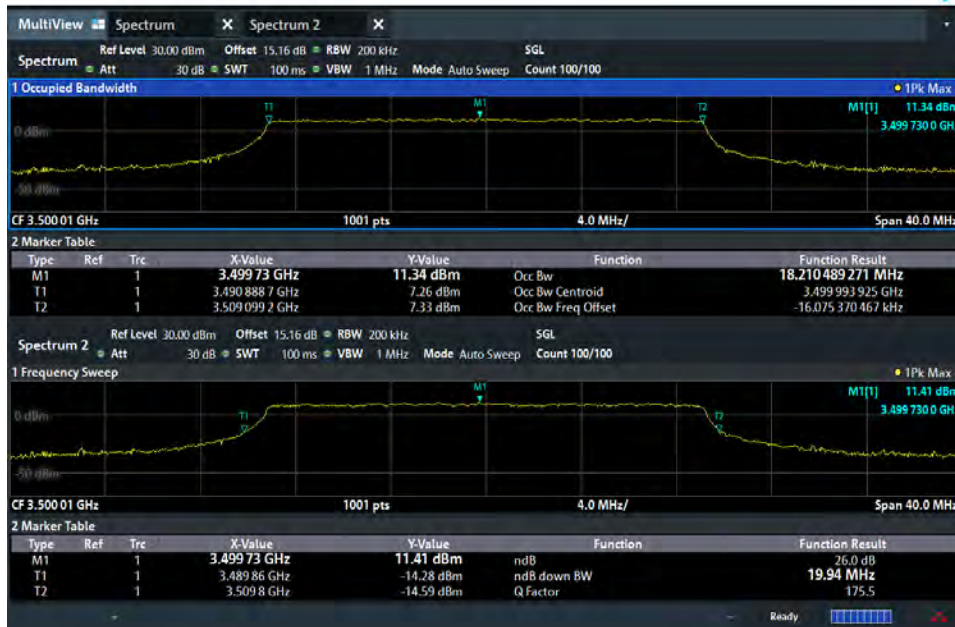 MultiView Spectrum X Spectrum 2 X
Ref Level 30.00 dBm Offset 15.16 dB RBW 200 kHz SGL
Spectrum Att 30 dB SWT 100 ms VBW 1 MHz Mode Auto Sweep Count 100/100
1 Occupied Bandwidth 1Pk Max
T1 M1 T2 M1[1] 11.34 dBm
0 dBm 3.499 730 0 GH
-50 dBm
CF 3.500 01 GHz 1001 pts 4.0 MHz/ Span 40.0 MHz
2 Marker Table
Type Ref Trc X-Value Y-Value Function Function Result
M1 1 3.499 73 GHz 11.34 dBm Occ Bw 18.210 489 271 MHz
T1 1 3.490 888 7 GHz 7.26 dBm Occ Bw Centroid 3.499 993 925 GHz
T2 1 3.509 099 2 GHz 7.33 dBm Occ Bw Freq Offset -16.075 370 467 kHz
Ref Level 30.00 dBm Offset 15.16 dB RBW 200 kHz SGL
Spectrum 2 Att 30 dB SWT 100 ms VBW 1 MHz Mode Auto Sweep Count 100/100
1 Frequency Sweep 1Pk Max
M1 M1[1] 11.41 dBm
0 dBm T1 T2 3.499 730 0 GH
-50 dBm
CF 3.500 01 GHz 1001 pts 4.0 MHz/ Span 40.0 MHz
2 Marker Table
Type Ref Trc X-Value Y-Value Function Function Result
M1 1 3.499 73 GHz 11.41 dBm ndB 26.0 dB
T1 1 3.489 86 GHz -14.28 dBm ndB down BW 19.94 MHz
T2 1 3.509 8 GHz -14.59 dBm Q Factor 175.5
Ready